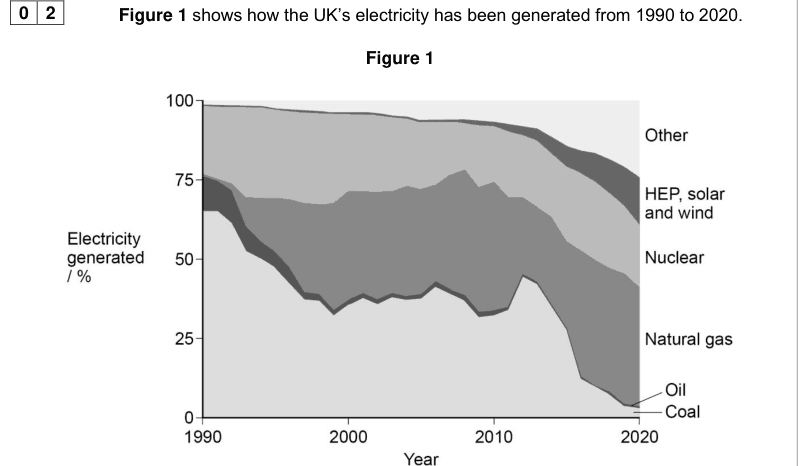 0 2 Figure 1 shows how the UK’s electricity has been generated from 1990 to 2020.
Figure 1
100
75
50
25
0
Electricity
generated
/ %
Other
HEP, solar
and wind
Nuclear
Natural gas
Oil
Coal
1990 2000 2010 2020
Year